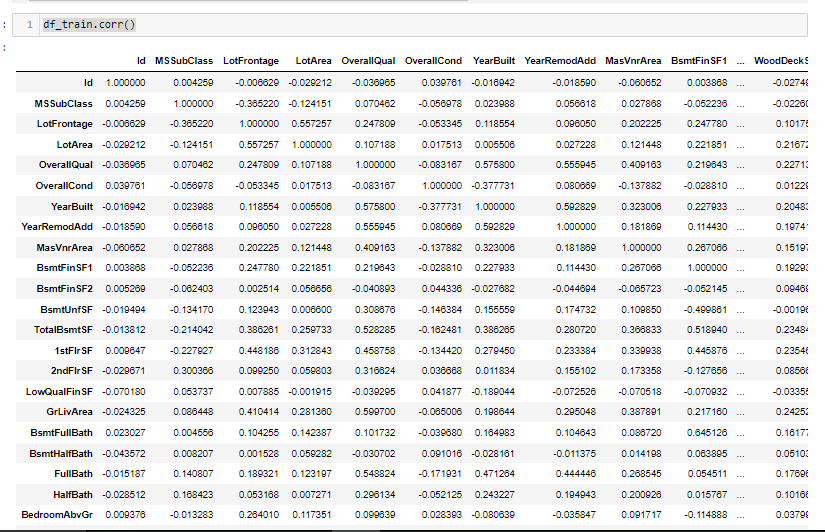 1 df_train.corr()
Id MSSubClass LotFrontage LotArea OverallQual OverallCond YearBuilt YearRemodAdd MasVnrArea BsmtFinSF1 ... WoodDeckS
Id 1.000000 0.004259 -0.006629 -0.029212 -0.036965 0.039761 -0.016942 -0.018590 -0.060652 0.003868 ... -0.0274
MSSubClass 0.004259 1.000000 -0.365220 -0.124151 0.070462 -0.056978 0.023988 0.056618 0.027868 -0.052236 ... -0.0226
LotFrontage -0.006629 -0.365220 1.000000 0.557257 0.247809 -0.053345 0.118554 0.096050 0.202225 0.247780 ... 0.1017
LotArea -0.029212 -0.124151 0.557257 1.000000 0.107188 0.017513 0.005506 0.027228 0.121448 0.221851 ... 0.2167
OverallQual -0.036965 0.070462 0.247809 0.107188 1.000000 -0.083167 0.575800 0.555945 0.409163 0.219643 ... 0.2271
OverallCond 0.039761 -0.056978 -0.053345 0.017513 -0.083167 1.000000 -0.377731 0.080669 -0.137882 -0.028810 ... 0.0122
YearBuilt -0.016942 0.023988 0.118554 0.005506 0.575800 -0.377731 1.000000 0.592829 0.323006 0.227933 ... 0.2048
YearRemodAdd -0.018590 0.056618 0.096050 0.027228 0.555945 0.080669 0.592829 1.000000 0.181869 0.114430 ... 0.1974
MasVnrArea -0.060652 0.027868 0.202225 0.121448 0.409163 -0.137882 0.323006 0.181869 1.000000 0.267066 ... 0.1519
BsmtFinSF1 0.003868 -0.052236 0.247780 0.221851 0.219643 -0.028810 0.227933 0.114430 0.267066 1.000000 ... 0.1929
BsmtFinSF2 0.005269 -0.062403 0.002514 0.056656 -0.040893 0.044336 -0.027682 -0.044694 -0.065723 -0.052145 ... 0.0946
BsmtUnfSF -0.019494 -0.134170 0.123943 0.006600 0.308676 -0.146384 0.155559 0.174732 0.109850 -0.499861 ... -0.0019
TotalBsmtSF -0.013812 -0.214042 0.386261 0.259733 0.528285 -0.162481 0.386265 0.280720 0.366833 0.518940 ... 0.2348
1stFlrSF 0.009647 -0.227927 0.448186 0.312843 0.458758 -0.134420 0.279450 0.233384 0.339938 0.445876 ... 0.2354
2ndFlrSF -0.029671 0.300366 0.099250 0.059803 0.316624 0.036668 0.011834 0.155102 0.173358 -0.127656 ... 0.0856
LowQualFinSF -0.070180 0.053737 0.007885 -0.001915 -0.039295 0.041877 -0.189044 -0.072526 -0.070518 -0.070932 ... -0.0335
GrLivArea -0.024325 0.086448 0.410414 0.281360 0.599700 -0.065006 0.198644 0.295048 0.387891 0.217160 ... 0.2425
BsmtFullBath 0.023027 0.004556 0.104255 0.142387 0.101732 -0.039680 0.164983 0.104643 0.086720 0.645126 ... 0.1617
BsmtHalfBath -0.043572 0.008207 0.001528 0.059282 -0.030702 0.091016 -0.028161 -0.011375 0.014198 0.063895 ... 0.0510
FullBath -0.015187 0.140807 0.189321 0.123197 0.548824 -0.171931 0.471264 0.444446 0.268545 0.054511 ... 0.1769
HalfBath -0.028512 0.168423 0.053168 0.007271 0.296134 -0.052125 0.243227 0.194943 0.200926 0.015767 ... 0.1016
BedroomAbvGr 0.009376 -0.013283 0.264010 0.117351 0.099639 0.028393 -0.080639 -0.035847 0.091717 -0.114888 ... 0.0379